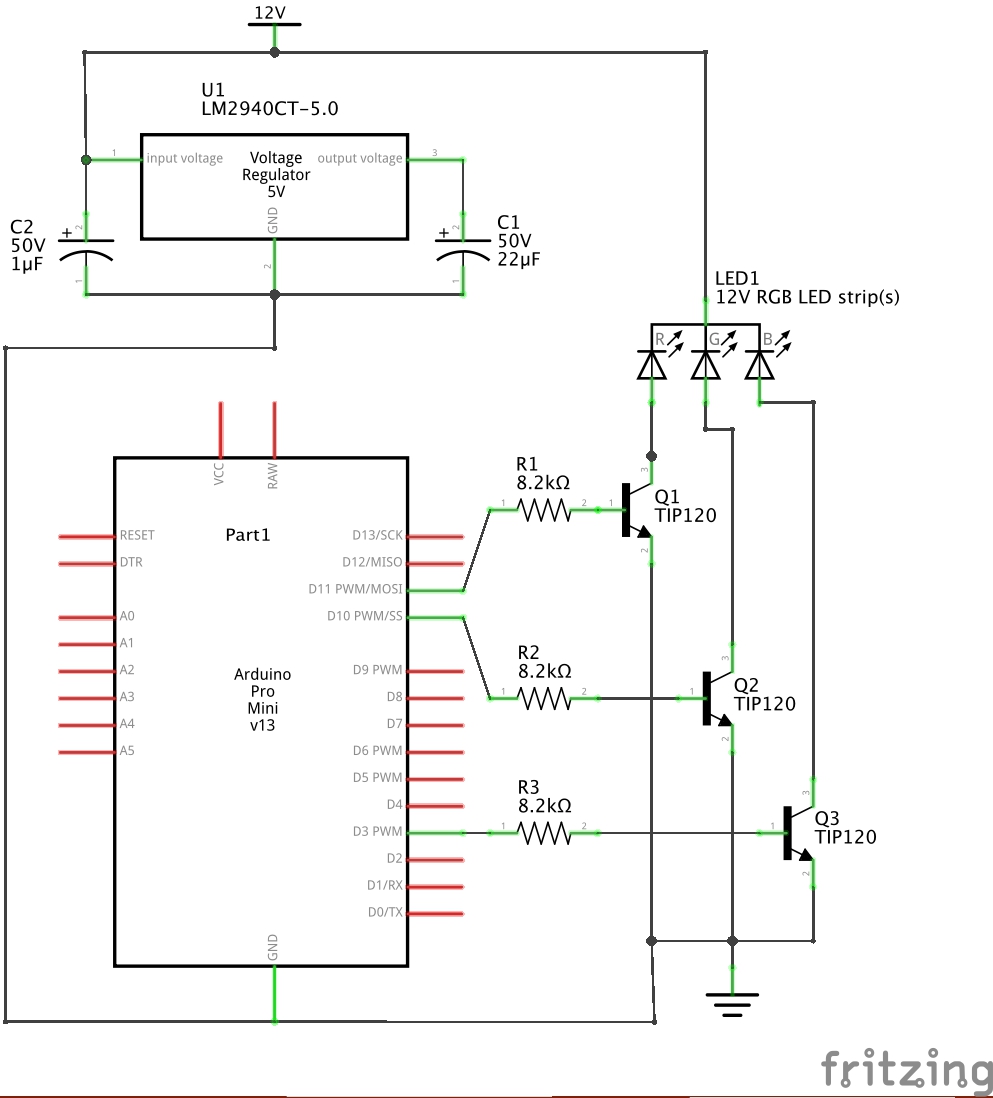 12V
U1
LM2940CT-5.0
1
input voltage
Voltage
Regulator
5V
output voltage
3
GND
2
C2
50V
1µF
+
2
1
+
2
1
C1
50V
22µF
LED1
12V RGB LED strip(s)
R
G
B
VCC
RAW
RESET
DTR
A0
A1
A2
A3
A4
A5
Part1
Arduino
Pro
Mini
v13
D13/SCK
D12/MISO
D11 PWM/MOSI
D10 PWM/SS
D9 PWM
D8
D7
D6 PWM
D5 PWM
D4
D3 PWM
D2
D1/RX
D0/TX
GND
R1
8.2kΩ
1
2
1
3
2
Q1
TIP120
R2
8.2kΩ
1
2
1
3
2
Q2
TIP120
R3
8.2kΩ
1
2
1
3
2
Q3
TIP120
fritzing